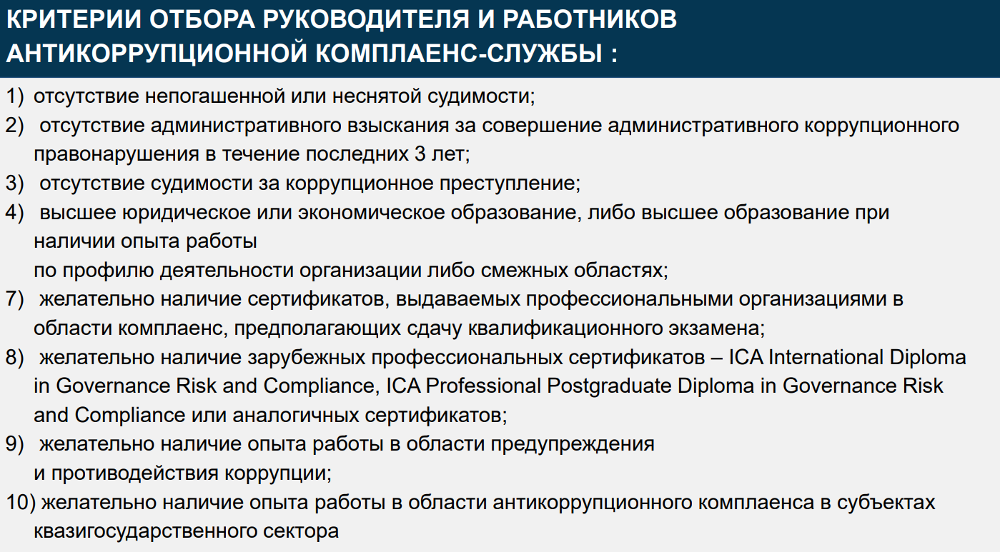 КРИТЕРИИ ОТБОРА РУКОВОДИТЕЛЯ И РАБОТНИКОВ
АНТИКОРРУПЦИОННОЙ КОМПЛАЕНС-СЛУЖБЫ :
1) отсутствие непогашенной или неснятой судимости;
2) отсутствие административного взыскания за совершение административного коррупционного
правонарушения в течение последних 3 лет;
3) отсутствие судимости за коррупционное преступление;
4) высшее юридическое или экономическое образование, либо высшее образование при
наличии опыта работы
по профилю деятельности организации либо смежных областях;
7) желательно наличие сертификатов, выдаваемых профессиональными организациями в
области комплаенс, предполагающих сдачу квалификационного экзамена;
8) желательно наличие зарубежных профессиональных сертификатов – ICA International Diploma
in Governance Risk and Compliance, ICA Professional Postgraduate Diploma in Governance Risk
and Compliance или аналогичных сертификатов;
9) желательно наличие опыта работы в области предупреждения
и противодействия коррупции;
10) желательно наличие опыта работы в области антикоррупционного комплаенса в субъектах
квазигосударственного сектора